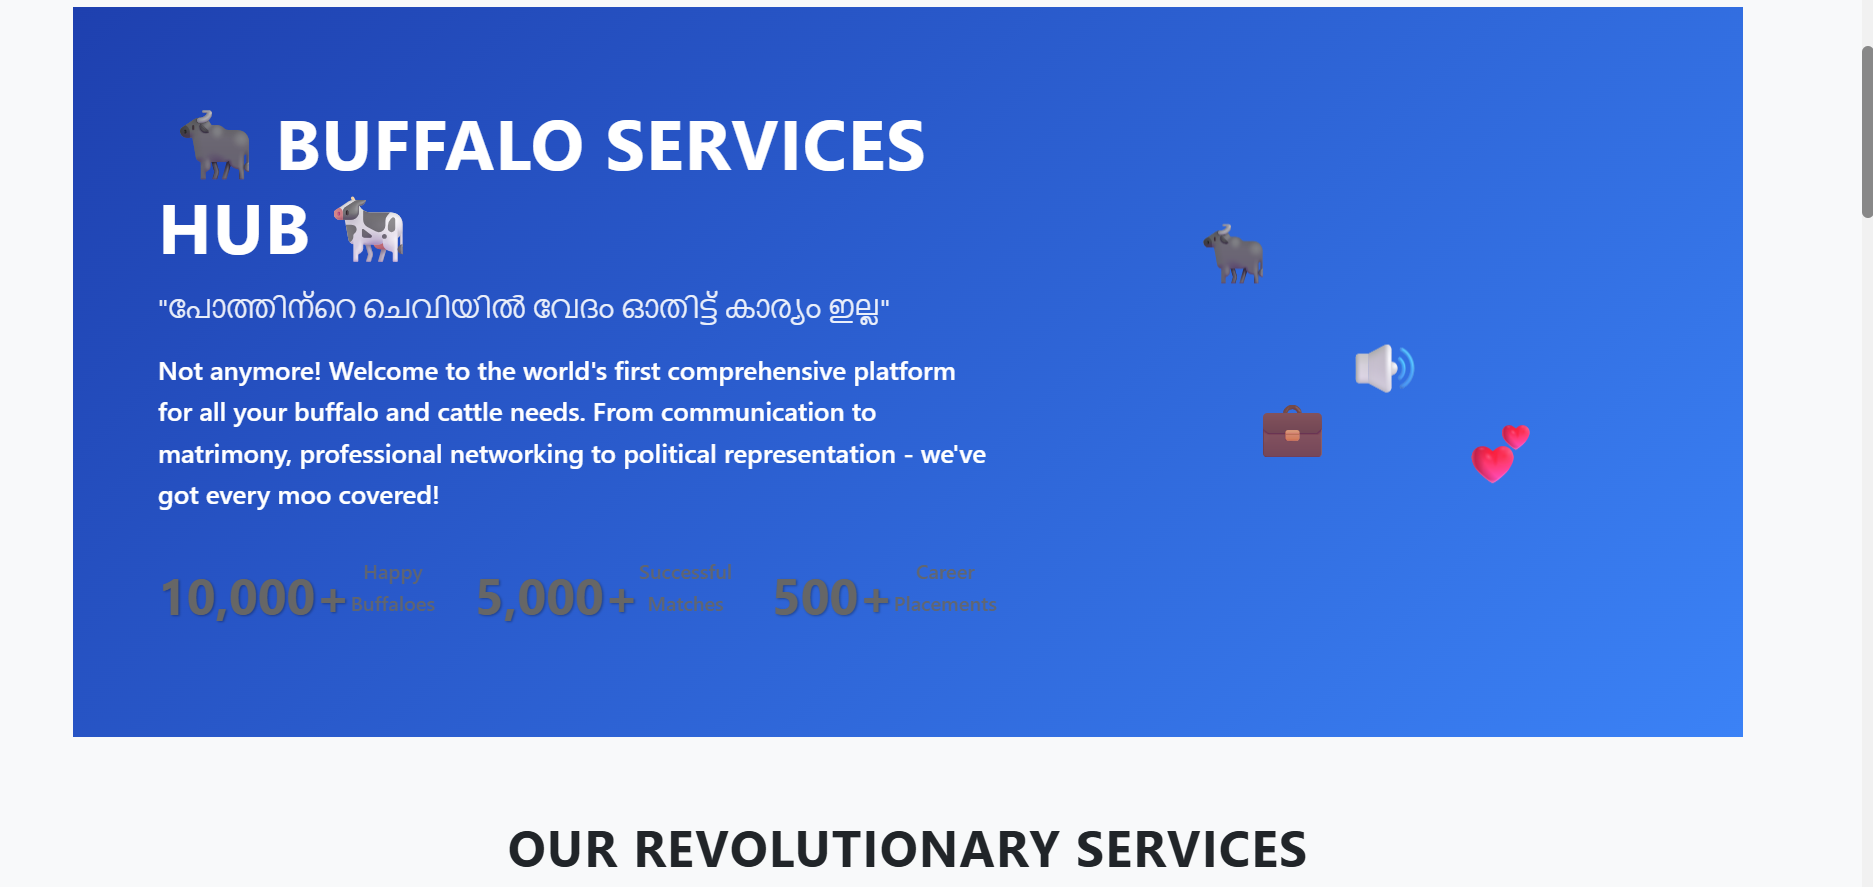 BUFFALO SERVICES
HUB
"പോത്തിന്റെ ചെവിയിൽ വേദം ഓതിട്ട് കാര്യം ഇല്ല"
Not anymore! Welcome to the world's first comprehensive platform
for all your buffalo and cattle needs. From communication to
matrimony, professional networking to political representation - we've
got every moo covered!
10,000+ Happy Buffaloes
5,000+ Successful Matches
500+ Career Placements
OUR REVOLUTIONARY SERVICES